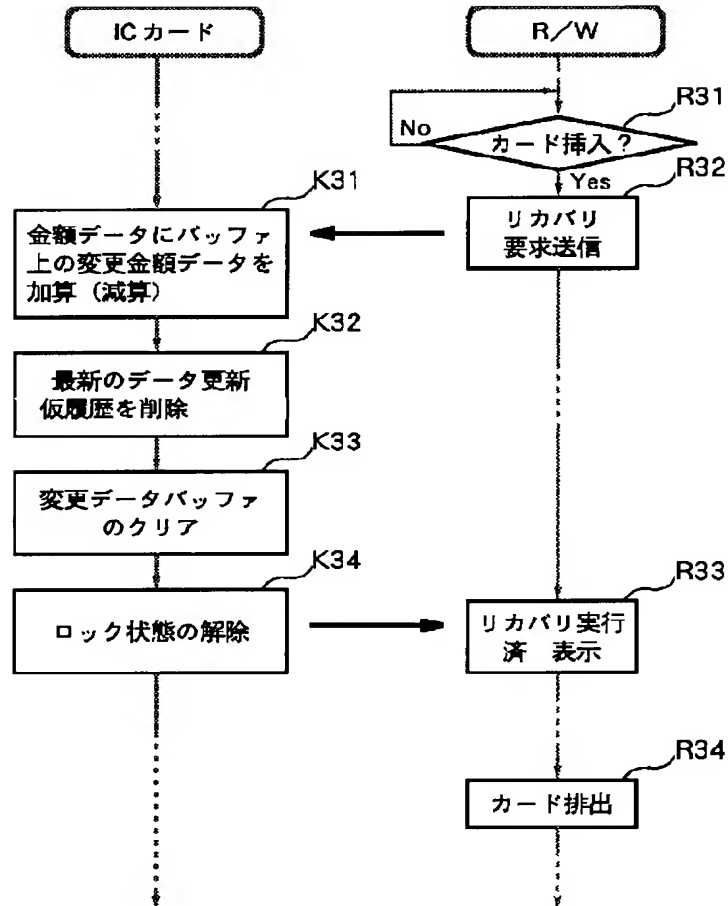 ICカード
R/W
R31
No
カード挿入?
R32
Yes
K31
リカバリ
要求送信
金額データにバッファ
上の変更金額データを
加算(減算)
K32
最新のデータ更新
仮履歴を削除
K33
変更データバッファ
のクリア
K34
R33
ロック状態の解除
リカバリ実行
済 表示
R34
カード排出